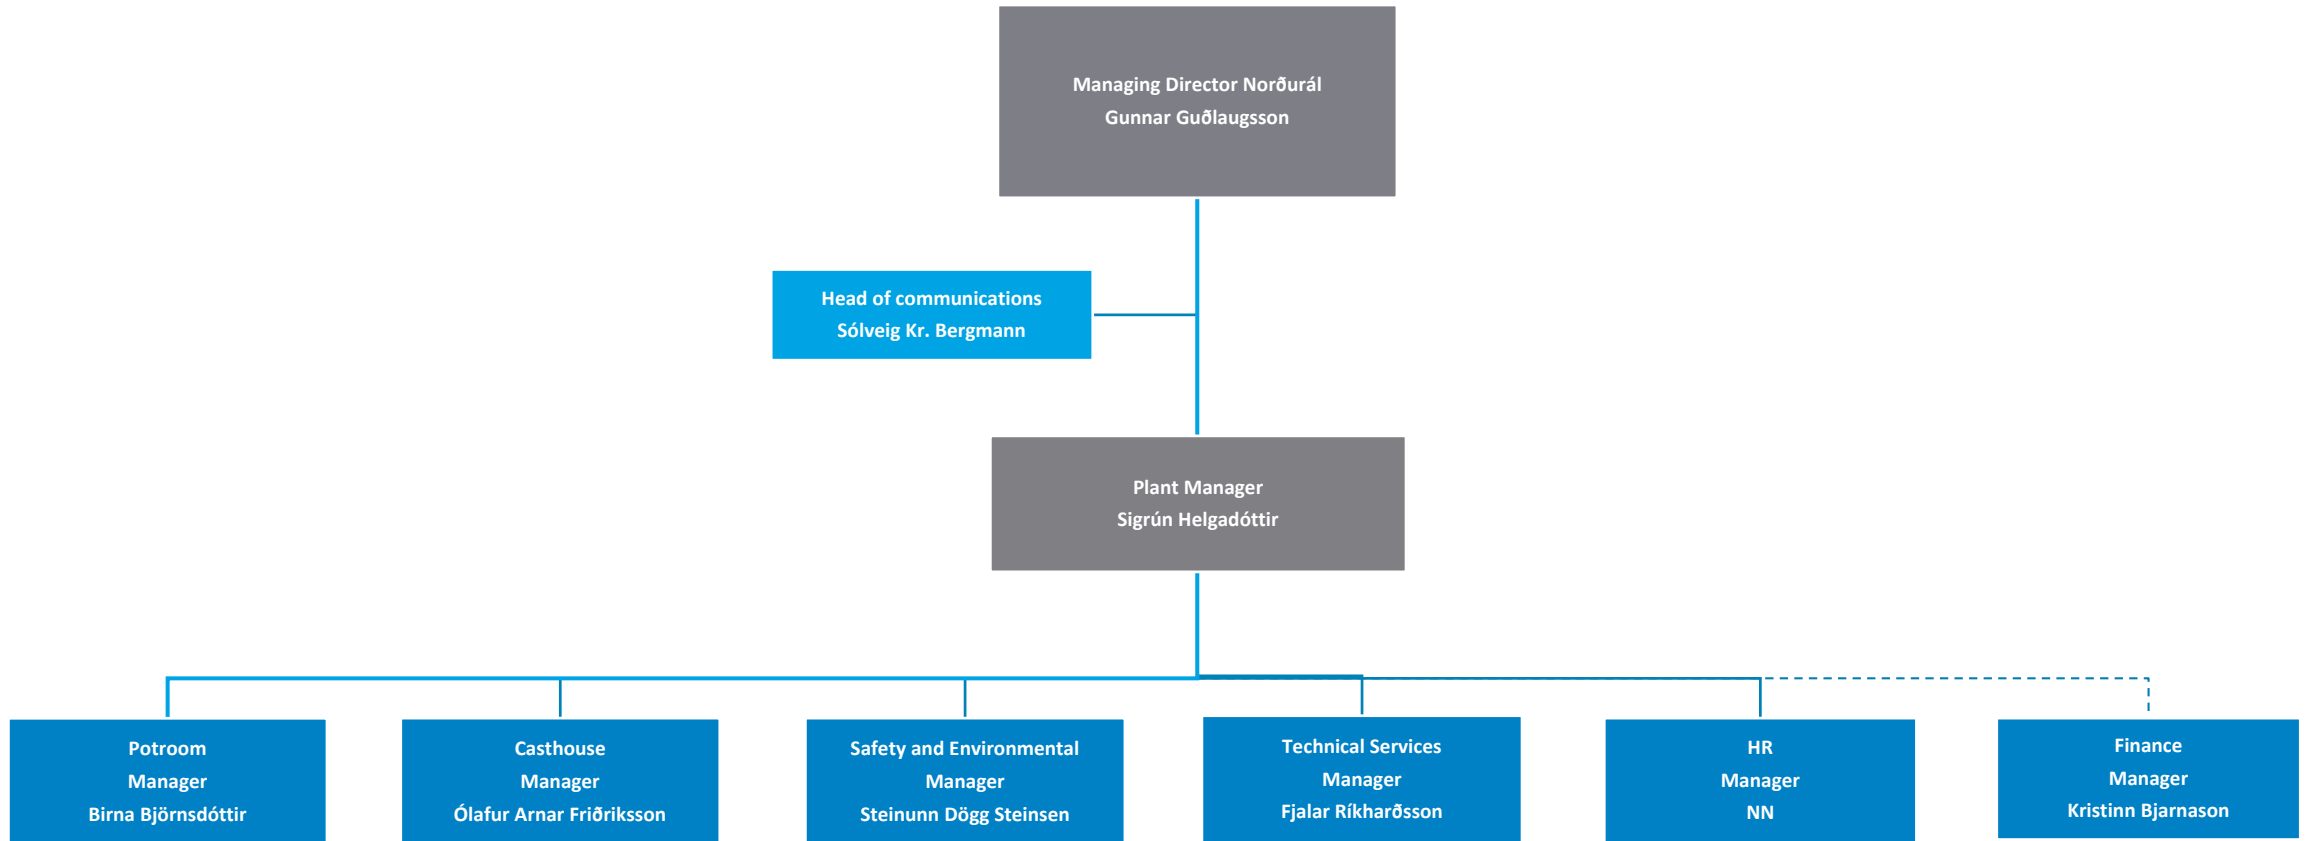 Managing Director Norðurál
Gunnar Guðlaugsson
Head of communications
Sólveig Kr. Bergmann
Plant Manager
Sigrún Helgadóttir
Potroom
Manager
Birna Björnsdóttir
Casthouse
Manager
Ólafur Arnar Friðriksson
Safety and Environmental
Manager
Steinunn Dögg Steinsen
Technical Services
Manager
Fjalar Ríkharðsson
HR
Manager
NN
Finance
Manager
Kristinn Bjarnason